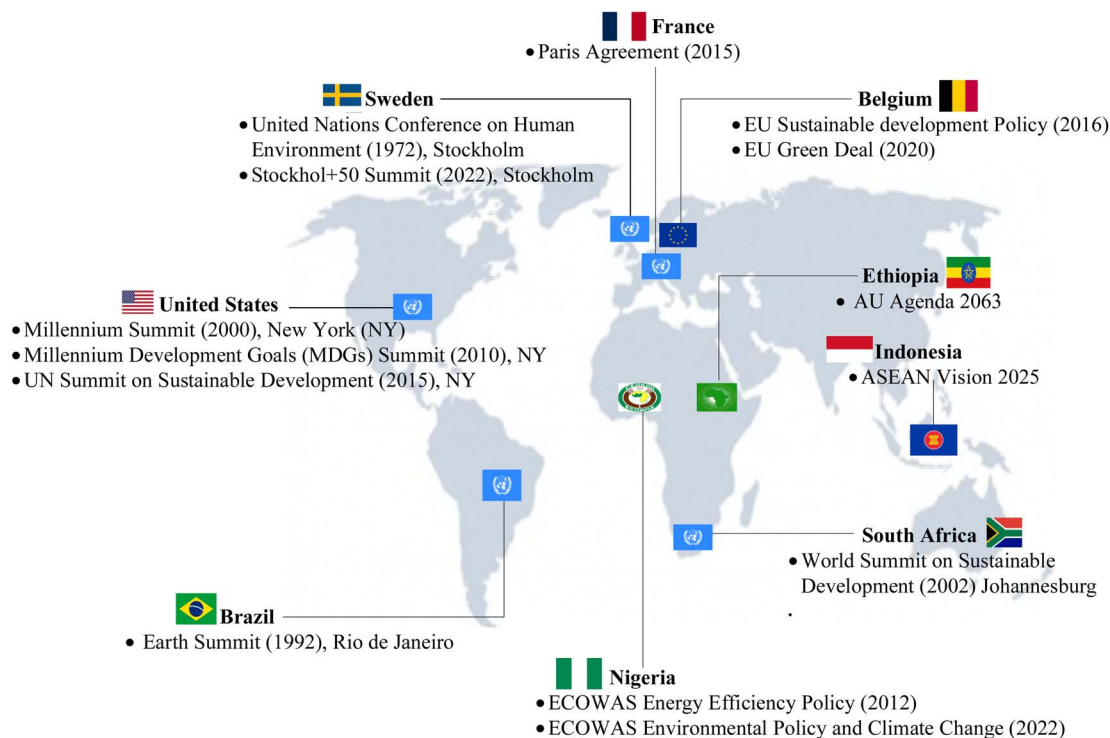 France
• Paris Agreement (2015)
Sweden
• United Nations Conference on Human
Environment (1972), Stockholm
• Stockhol+50 Summit (2022), Stockholm
Belgium
• EU Sustainable development Policy (2016)
• EU Green Deal (2020)
Ethiopia
• AU Agenda 2063
United States
• Millennium Summit (2000), New York (NY)
• Millennium Development Goals (MDGs) Summit (2010), NY
• UN Summit on Sustainable Development (2015), NY
Indonesia
• ASEAN Vision 2025
South Africa
• World Summit on Sustainable
Development (2002) Johannesburg
.
Brazil
• Earth Summit (1992), Rio de Janeiro
Nigeria
• ECOWAS Energy Efficiency Policy (2012)
• ECOWAS Environmental Policy and Climate Change (2022)